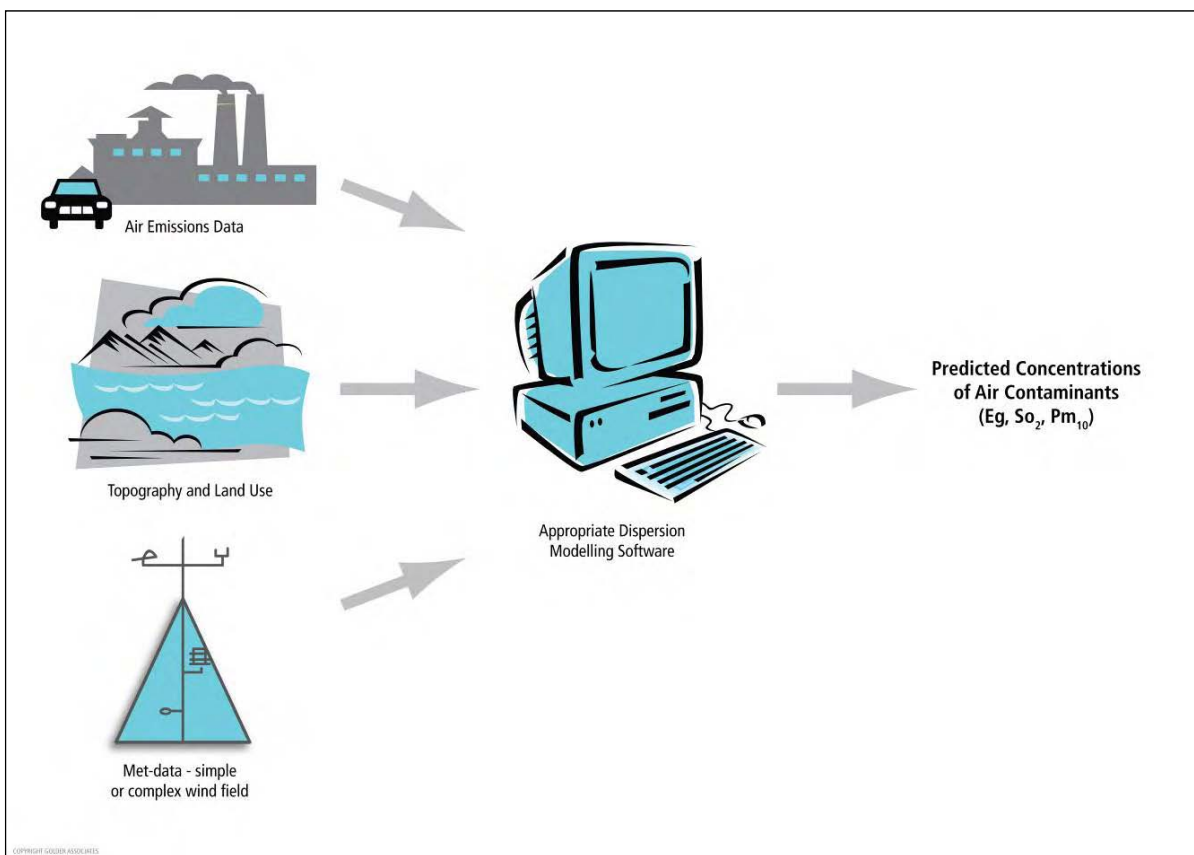 Air Emissions Data
Topography and Land Use
Met-data - simple
or complex wind field
Appropriate Dispersion
Modelling Software
Predicted Concentrations
of Air Contaminants
(Eg, So₂, Pm₁₀)
COPYRIGHT GOLDER ASSOCIATES